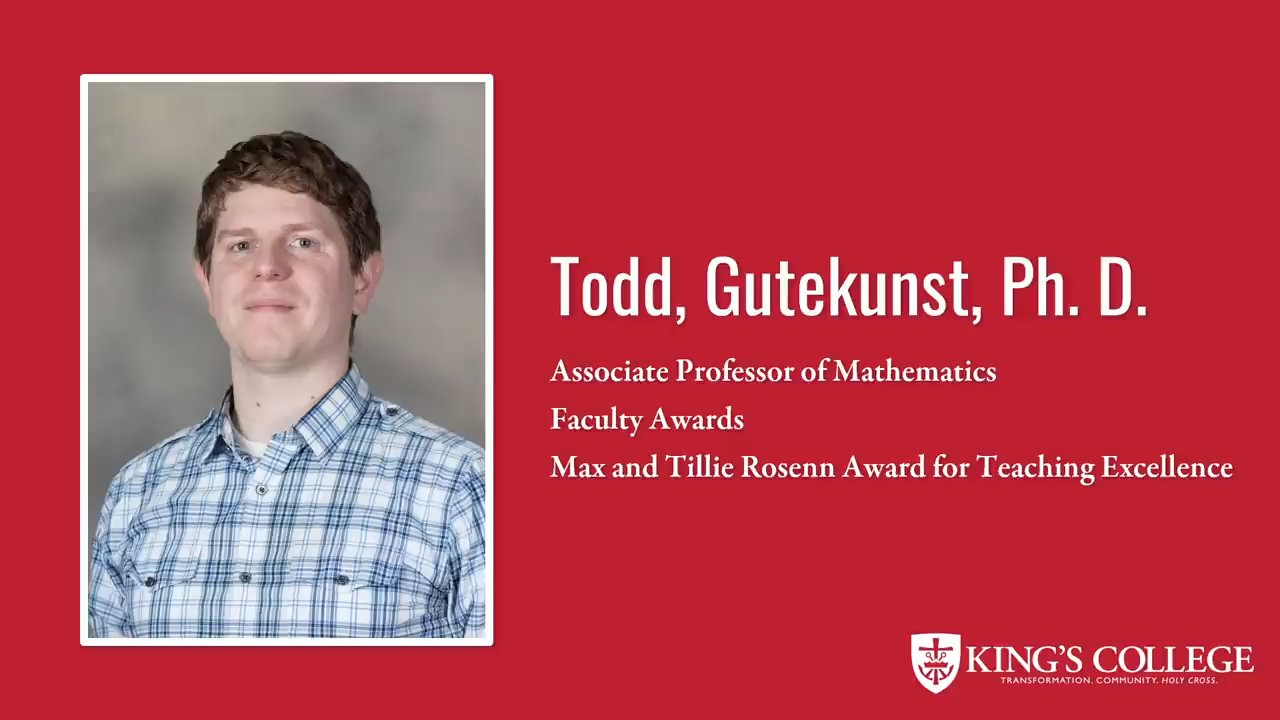 Todd, Gutekunst, Ph. D.
Associate Professor of Mathematics
Faculty Awards
Max and Tillie Rosenn Award for Teaching Excellence
KING'S COLLEGE
TRANSFORMATION. COMMUNITY. HOLY CROSS.